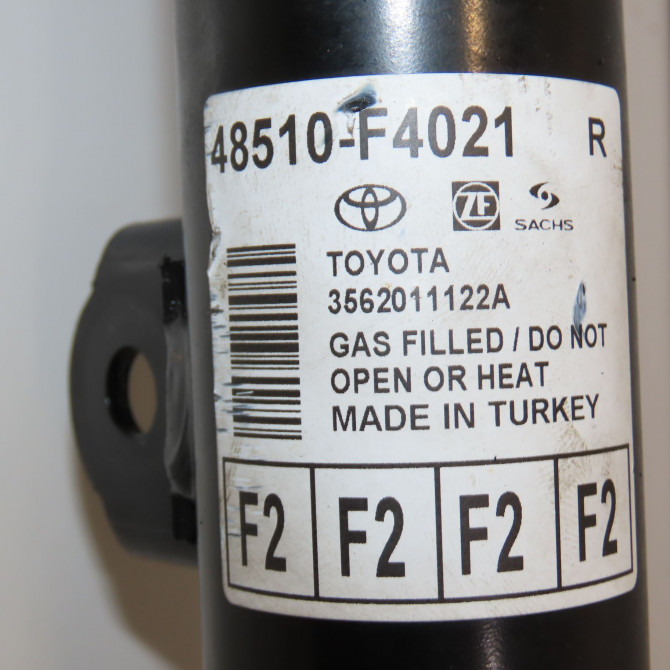 48510-F4021 R
ZF SACHS
TOYOTA
3562011122A
GAS FILLED / DO NOT
OPEN OR HEAT
MADE IN TURKEY
F2 F2 F2 F2